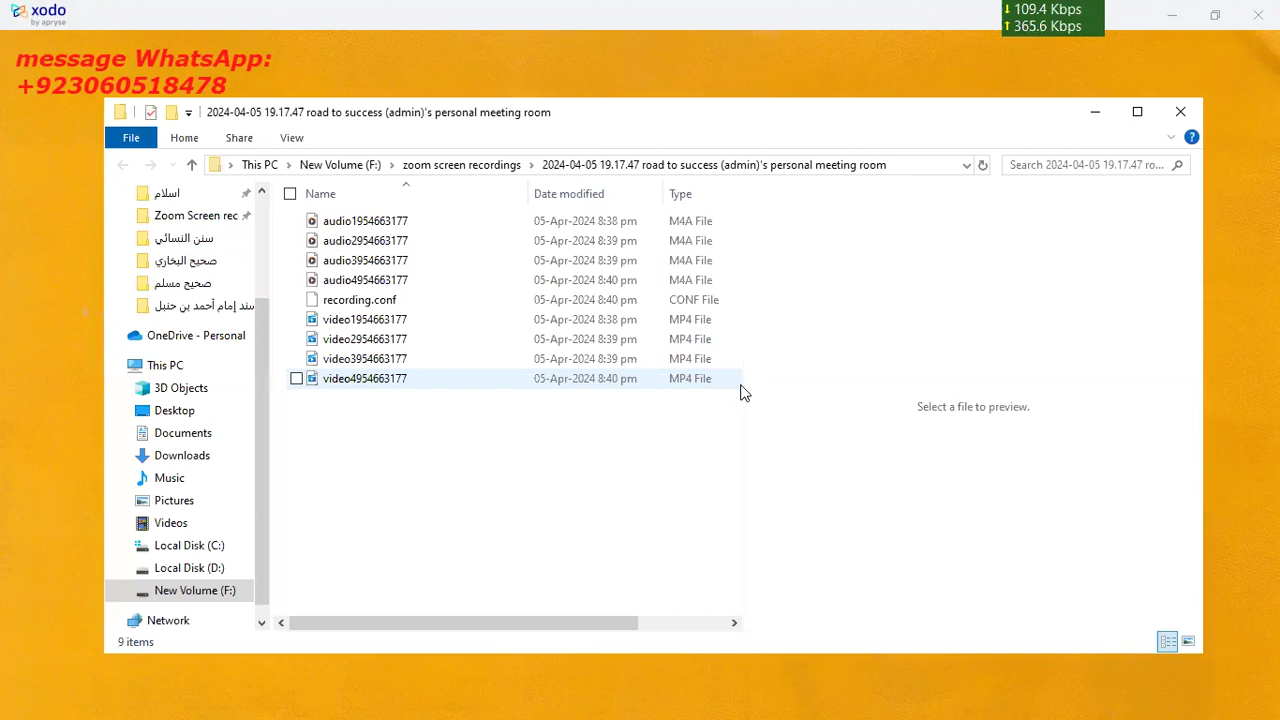 xodo
by apryse
↓ 109.4 Kbps
↑ 365.6 Kbps
message WhatsApp:
+923060518478
2024-04-05 19.17.47 road to success (admin)'s personal meeting room
File Home Share View
This PC › New Volume (F:) › zoom screen recordings › 2024-04-05 19.17.47 road to success (admin)'s personal meeting room
Search 2024-04-05 19.17.47 ro...
اسلام
Zoom Screen rec
سنن النسائي
صحيح البخاري
صحيح مسلم
سند إمام أحمد بن حنبل
OneDrive - Personal
This PC
3D Objects
Desktop
Documents
Downloads
Music
Pictures
Videos
Local Disk (C:)
Local Disk (D:)
New Volume (F:)
Network
Name Date modified Type
audio1954663177 05-Apr-2024 8:38 pm M4A File
audio2954663177 05-Apr-2024 8:39 pm M4A File
audio3954663177 05-Apr-2024 8:39 pm M4A File
audio4954663177 05-Apr-2024 8:40 pm M4A File
recording.conf 05-Apr-2024 8:40 pm CONF File
video1954663177 05-Apr-2024 8:38 pm MP4 File
video2954663177 05-Apr-2024 8:39 pm MP4 File
video3954663177 05-Apr-2024 8:39 pm MP4 File
video4954663177 05-Apr-2024 8:40 pm MP4 File
Select a file to preview.
9 items